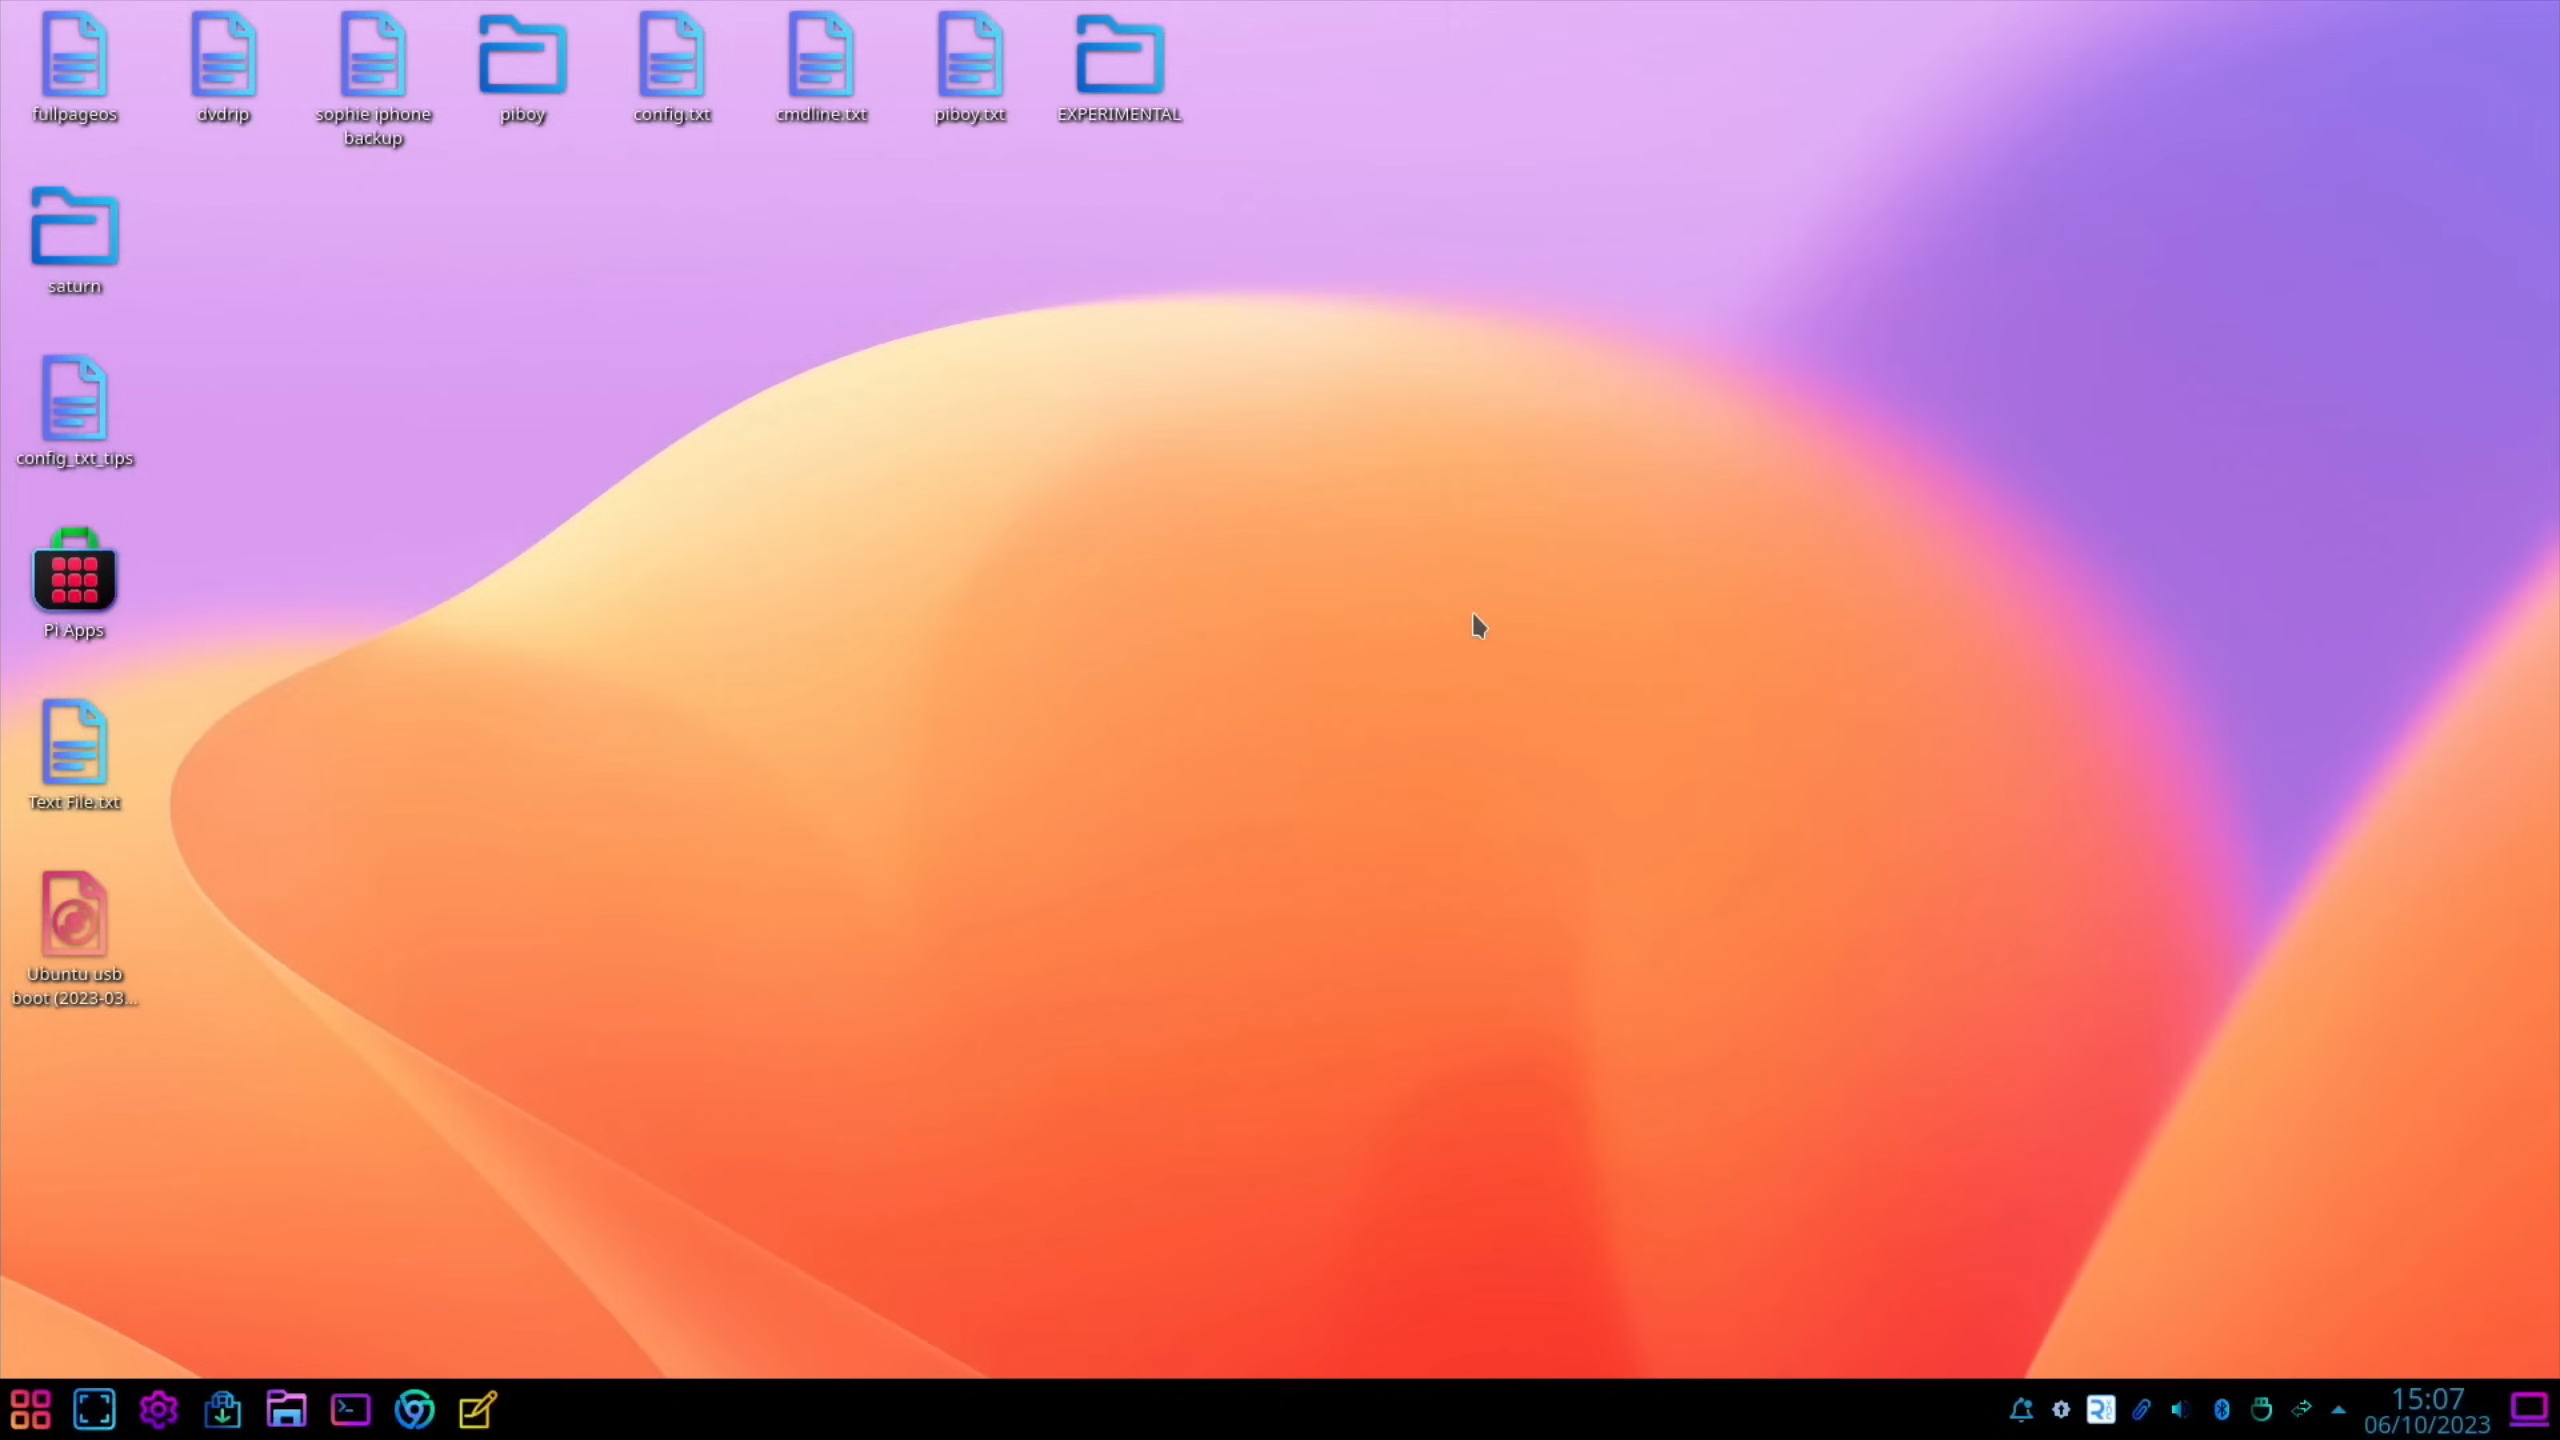 fullpageos
dvdrip
sophie iphone
backup
piboy
config.txt
cmdline.txt
piboy.txt
EXPERIMENTAL
saturn
config_txt_tips
Pi Apps
Text File.txt
Ubuntu usb
boot (2023-03...
15:07
06/10/2023